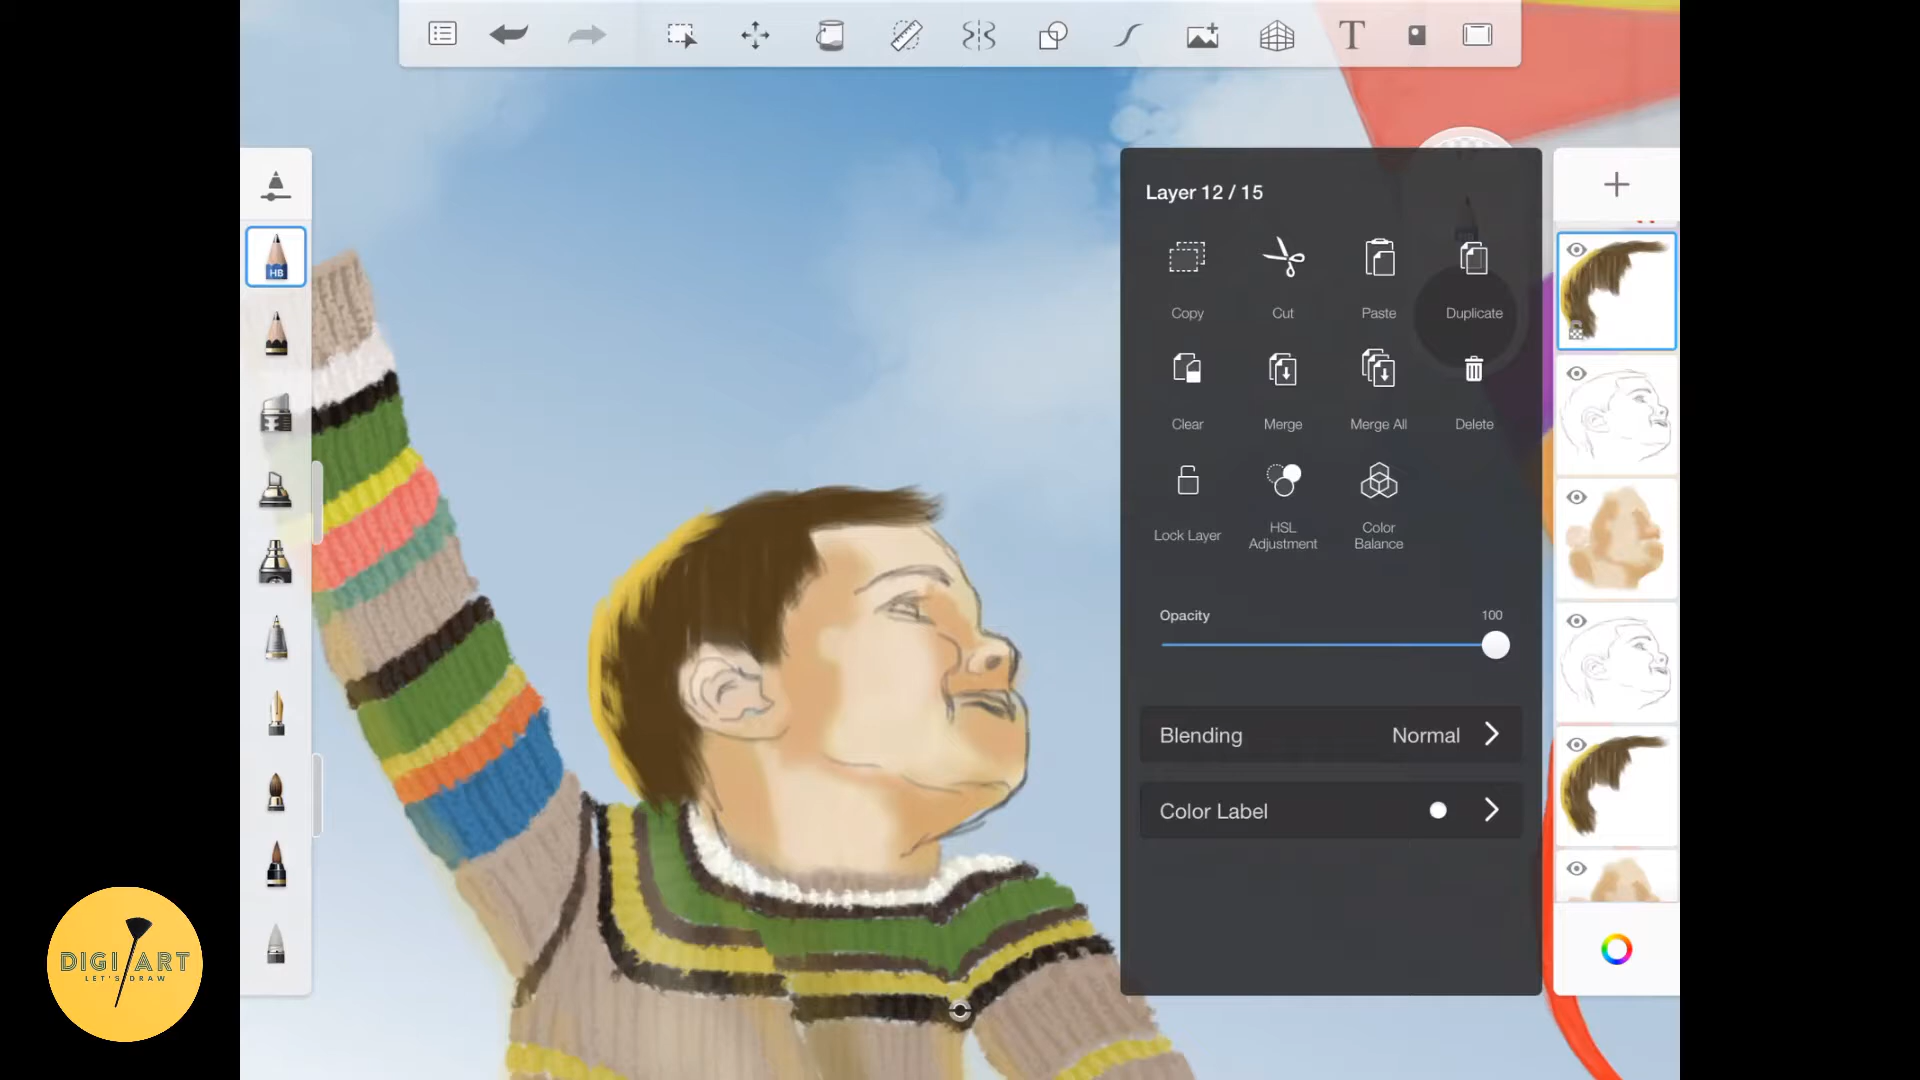 T
Layer 12 / 15
HB
Copy
Cut
Paste
Duplicate
Clear
Merge
Merge All
Delete
Lock Layer
HSL
Adjustment
Color
Balance
Opacity
100
Blending
Normal
Color Label
DIGI ART
LET'S DRAW